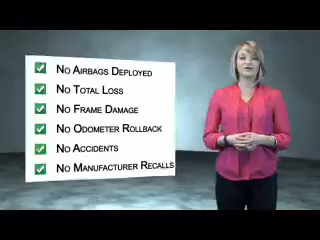 No Airbags Deployed
No Total Loss
No Frame Damage
No Odometer Rollback
No Accidents
No Manufacturer Recalls